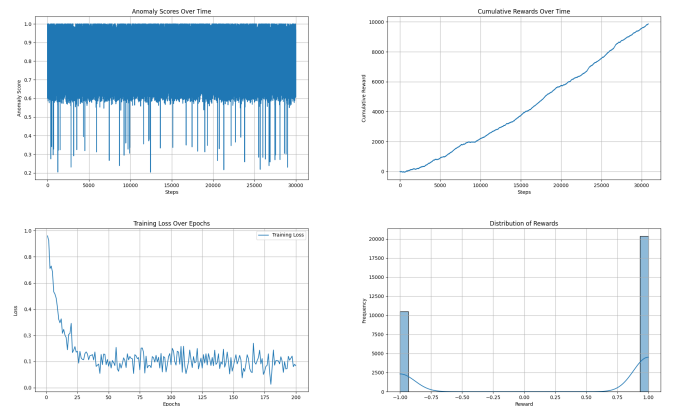 Anomaly Scores Over Time
Anomaly Score
1.0
0.9
0.8
0.7
0.6
0.5
0.4
0.3
0.2
0 5000 10000 15000 20000 25000 30000
Steps
Cumulative Rewards Over Time
Cumulative Reward
10000
8000
6000
4000
2000
0
0 5000 10000 15000 20000 25000 30000
Steps
Training Loss Over Epochs
Training Loss
Loss
1.0
0.8
0.7
0.5
0.3
0.2
0.0
0 25 50 75 100 125 150 175 200
Epochs
Distribution of Rewards
Frequency
20000
17500
15000
12500
10000
7500
5000
2500
0
−1.00 −0.75 −0.50 −0.25 0.00 0.25 0.50 0.75 1.00
Reward